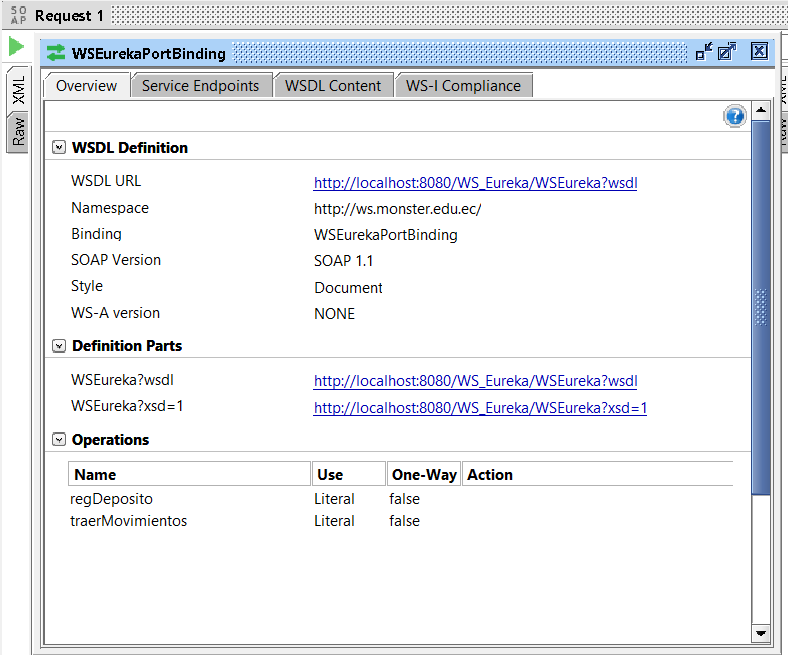 SO AP Request 1
WSEurekaPortBinding
Overview Service Endpoints WSDL Content WS-I Compliance
XML
Raw
?
WSDL Definition
WSDL URL http://localhost:8080/WS_Eureka/WSEureka?wsdl
Namespace http://ws.monster.edu.ec/
Binding WSEurekaPortBinding
SOAP Version SOAP 1.1
Style Document
WS-A version NONE
Definition Parts
WSEureka?wsdl http://localhost:8080/WS_Eureka/WSEureka?wsdl
WSEureka?xsd=1 http://localhost:8080/WS_Eureka/WSEureka?xsd=1
Operations
Name Use One-Way Action
regDeposito Literal false
traerMovimientos Literal false